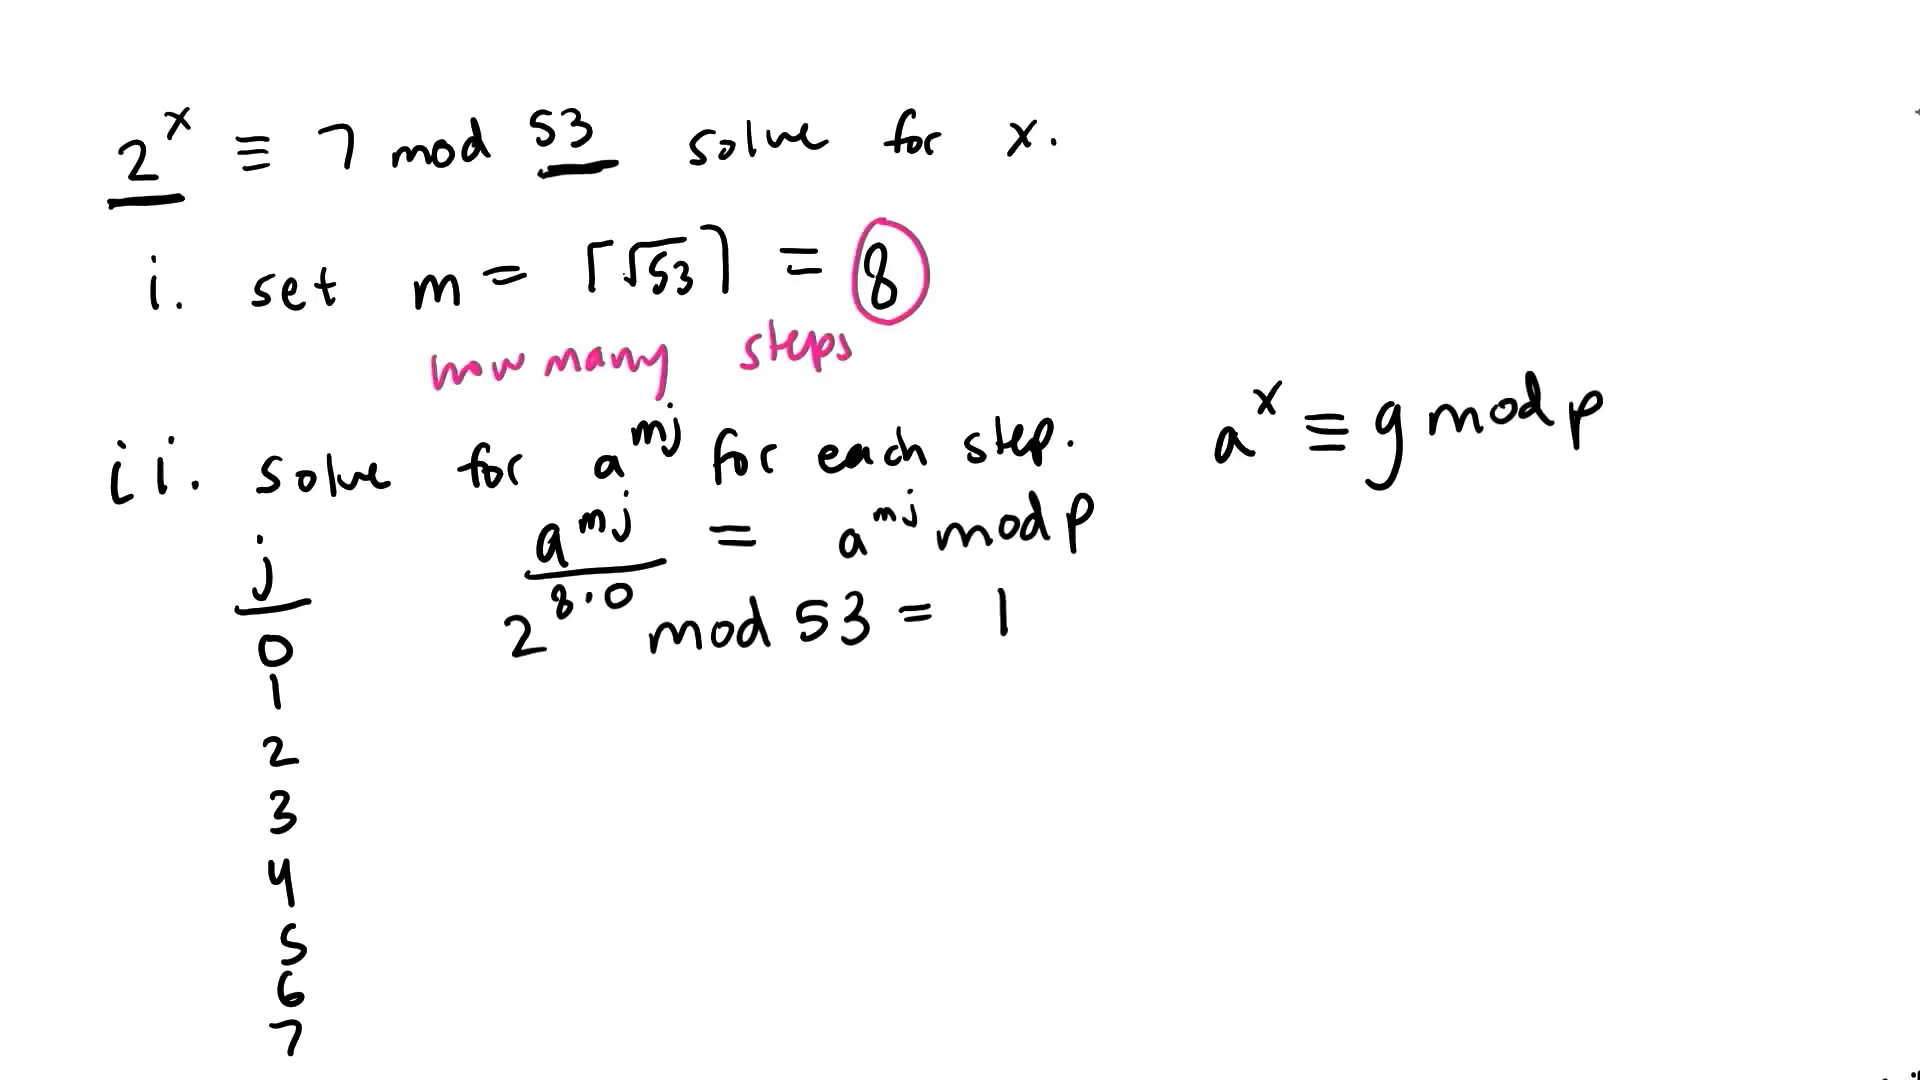 2^x ≡ 7 mod 53 solve for x.
i. set m = ⌈√53⌉ = 8
how many steps
ii. solve for a^mj for each step.
a^x ≡ g mod p
j a^mj = a^mj mod p
0 2^8·0 mod 53 = 1
1
2
3
4
5
6
7